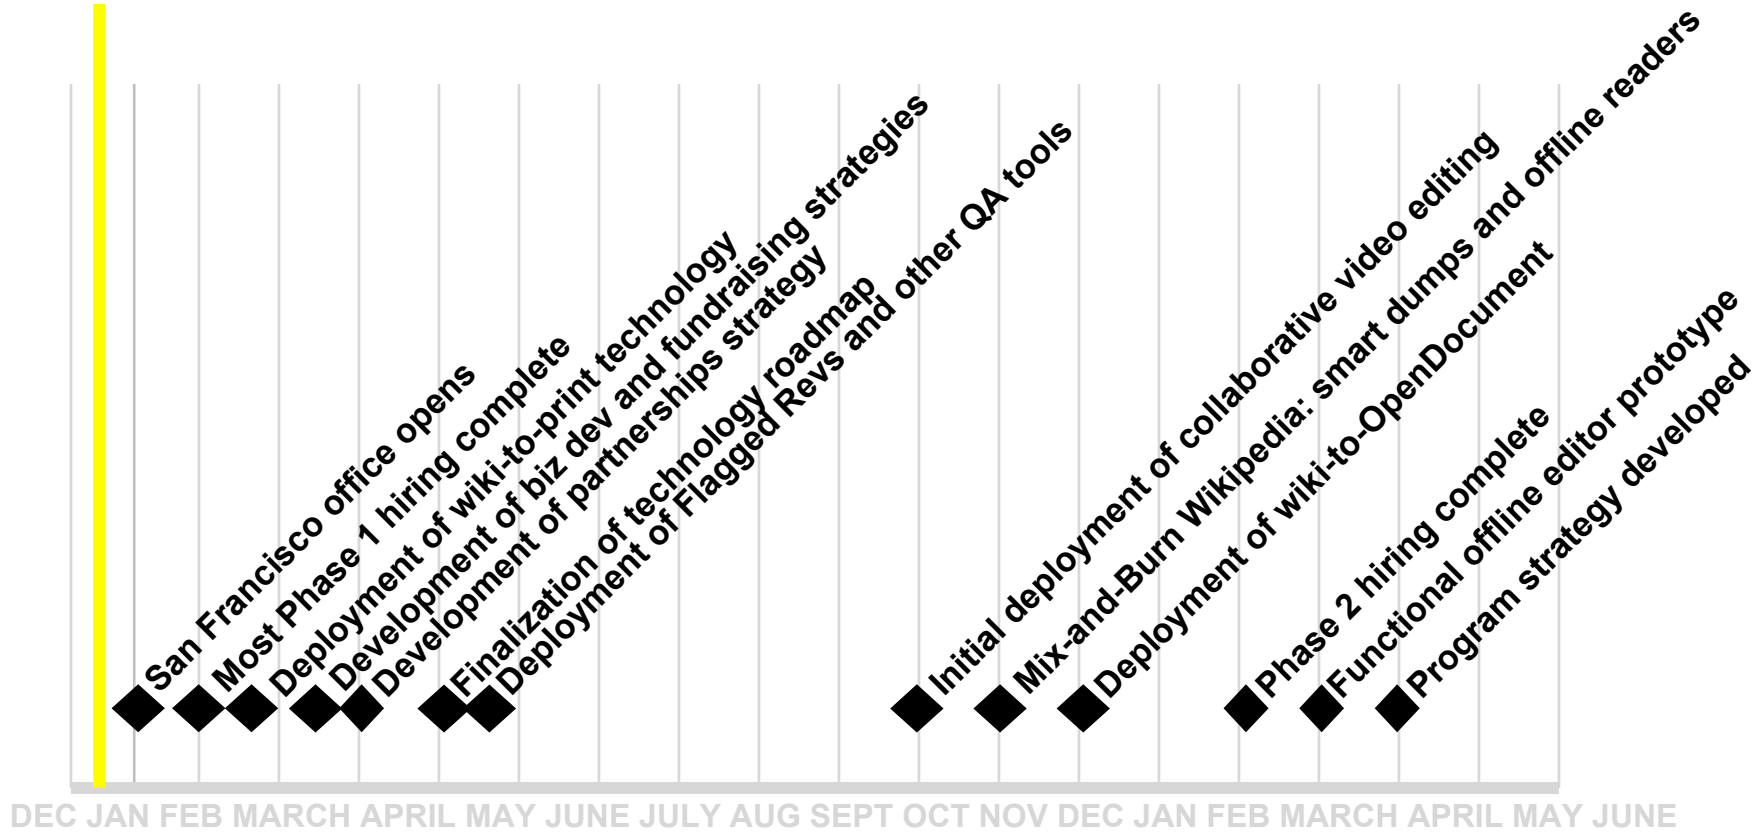 San Francisco office opens
Most Phase 1 hiring complete
Deployment of wiki-to-print technology
Development of biz dev and fundraising strategies
Development of partnerships strategy
Finalization of technology roadmap
Deployment of Flagged Revs and other QA tools
Initial deployment of collaborative video editing
Mix-and-Burn Wikipedia: smart dumps and offline readers
Deployment of wiki-to-OpenDocument
Phase 2 hiring complete
Functional offline editor prototype
Program strategy developed
DEC JAN FEB MARCH APRIL MAY JUNE JULY AUG SEPT OCT NOV DEC JAN FEB MARCH APRIL MAY JUNE